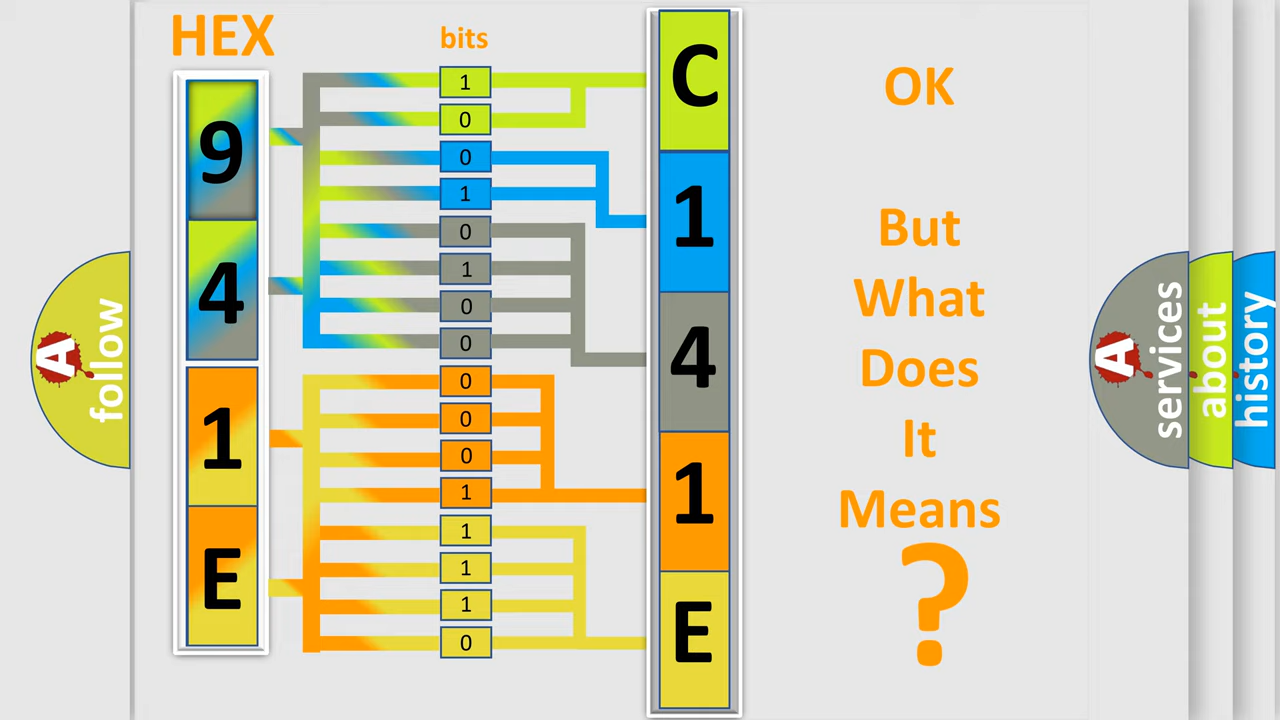 HEX
bits
9
4
1
E
1
0
0
1
0
1
0
0
0
0
0
1
1
1
1
0
C
1
4
1
E
OK
But
What
Does
It
Means
?
A
follow
A
services
about
history